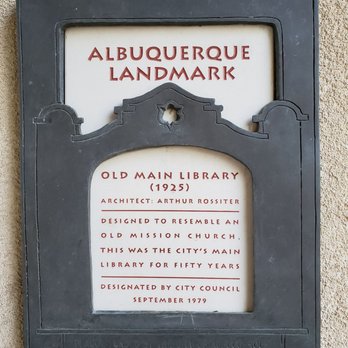 ALBUQUERQUE
LANDMARK
OLD MAIN LIBRARY
(1925)
ARCHITECT: ARTHUR ROSSITER
DESIGNED TO RESEMBLE AN
OLD MISSION CHURCH,
THIS WAS THE CITY'S MAIN
LIBRARY FOR FIFTY YEARS
DESIGNATED BY CITY COUNCIL
SEPTEMBER 1979